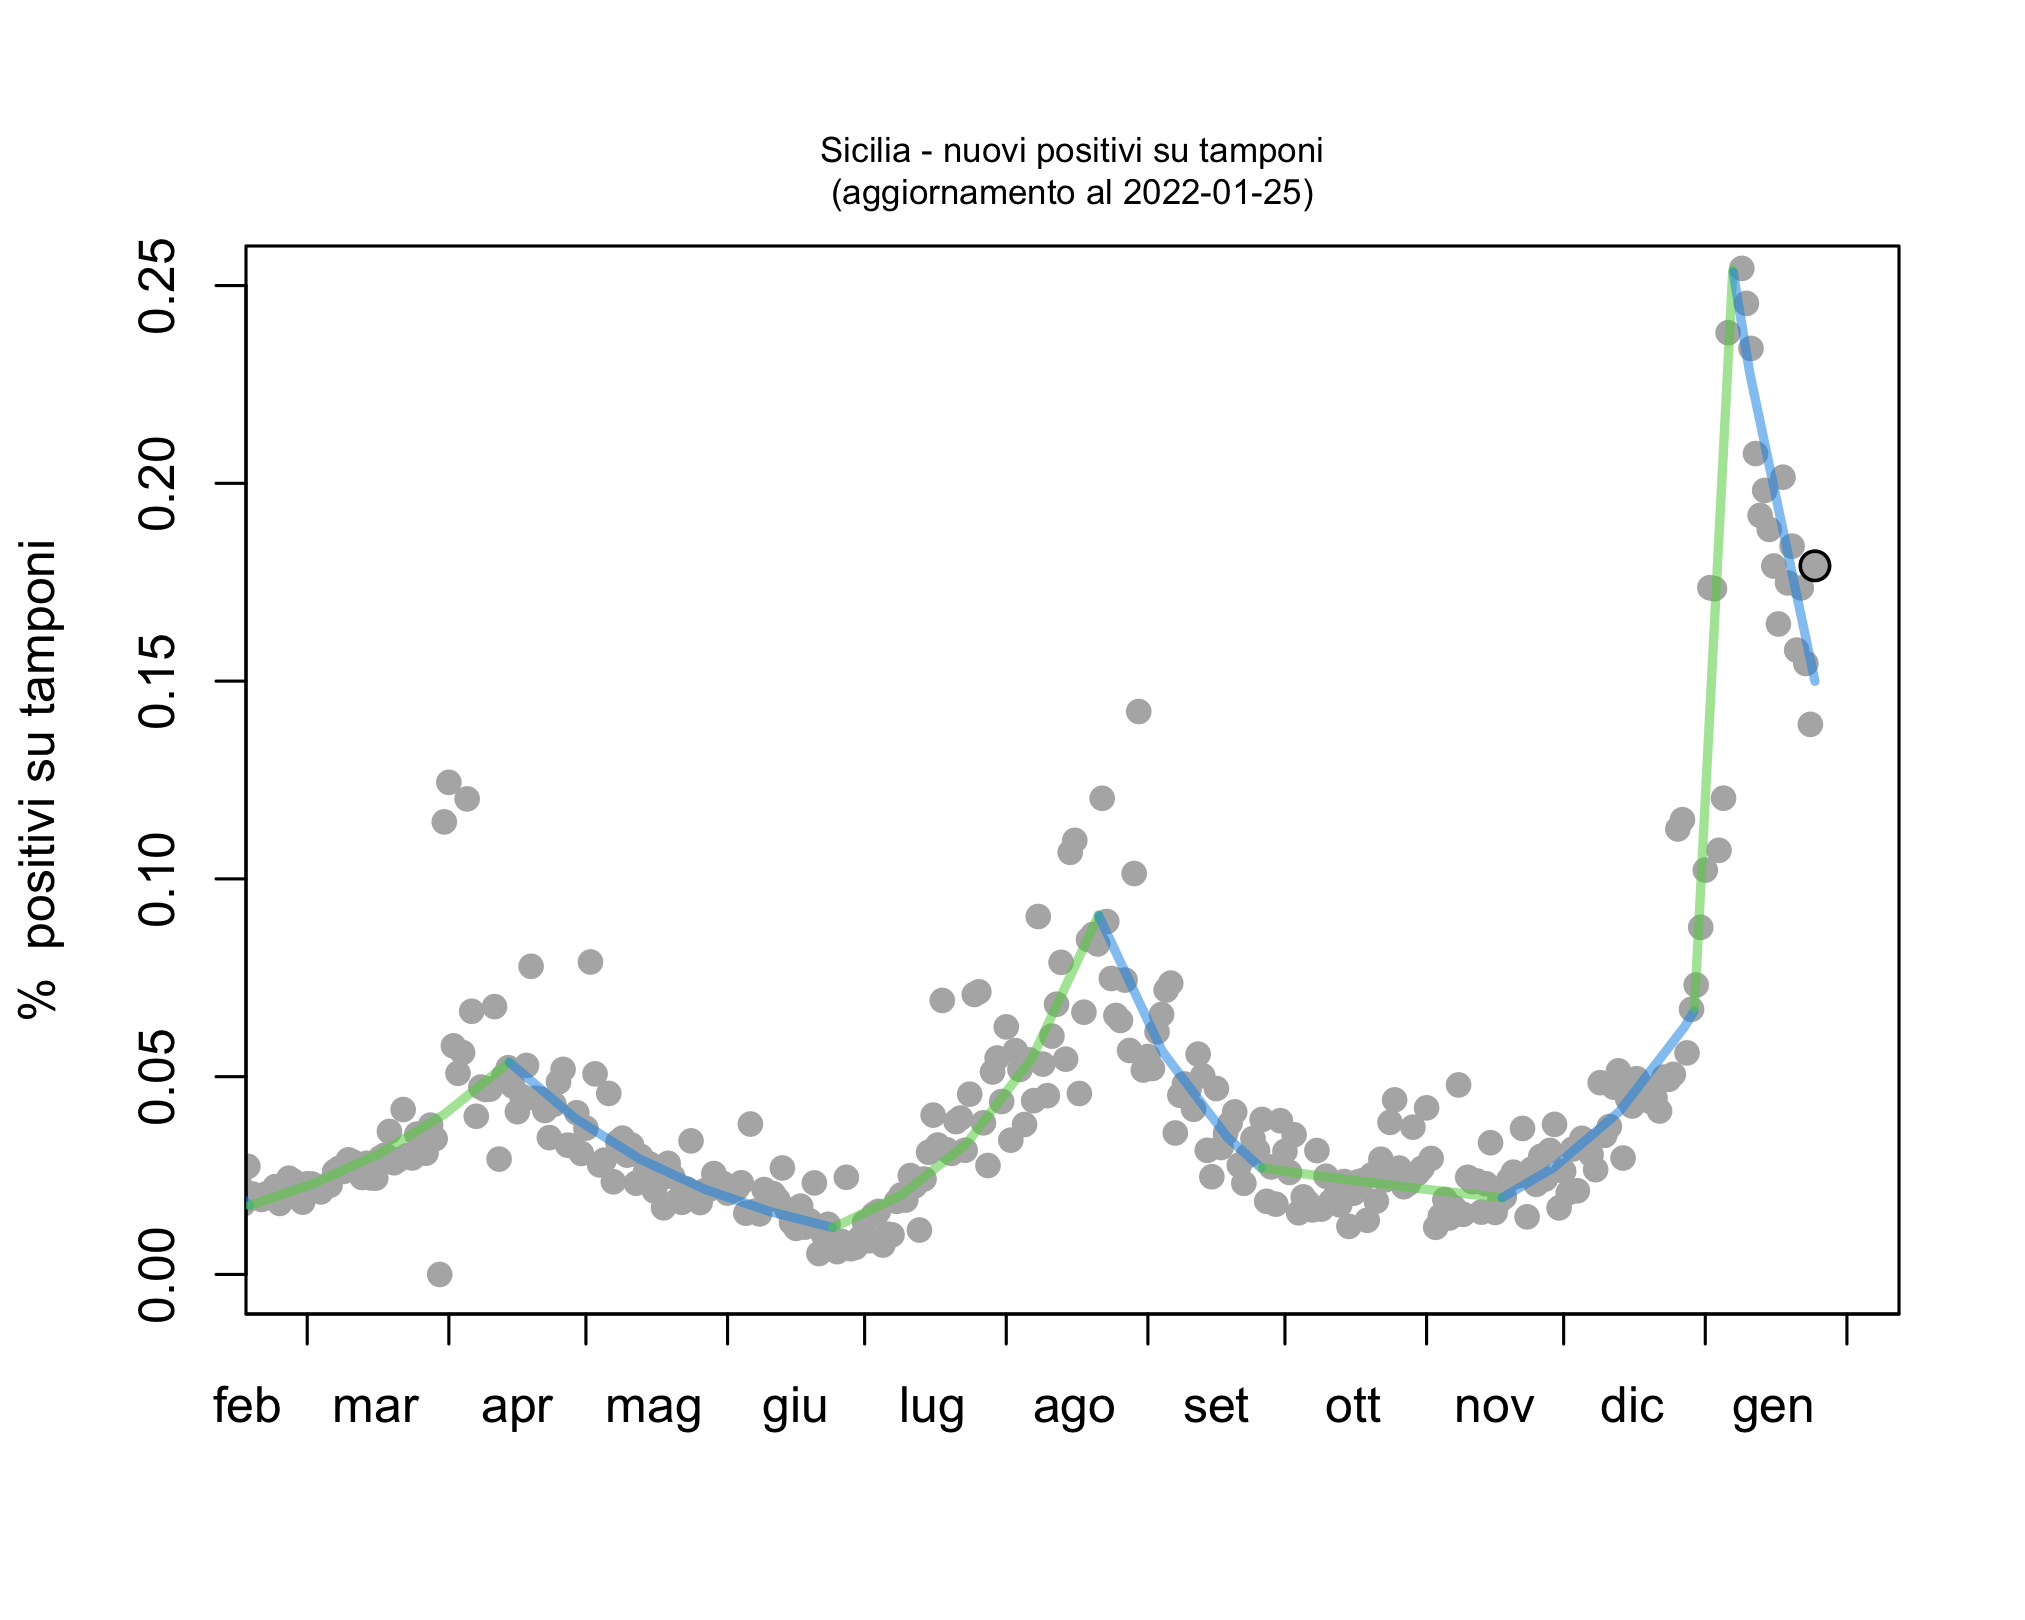 Sicilia - nuovi positivi su tamponi
(aggiornamento al 2022-01-25)
% positivi su tamponi
0.25
0.20
0.15
0.10
0.05
0.00
feb mar apr mag giu lug ago set ott nov dic gen